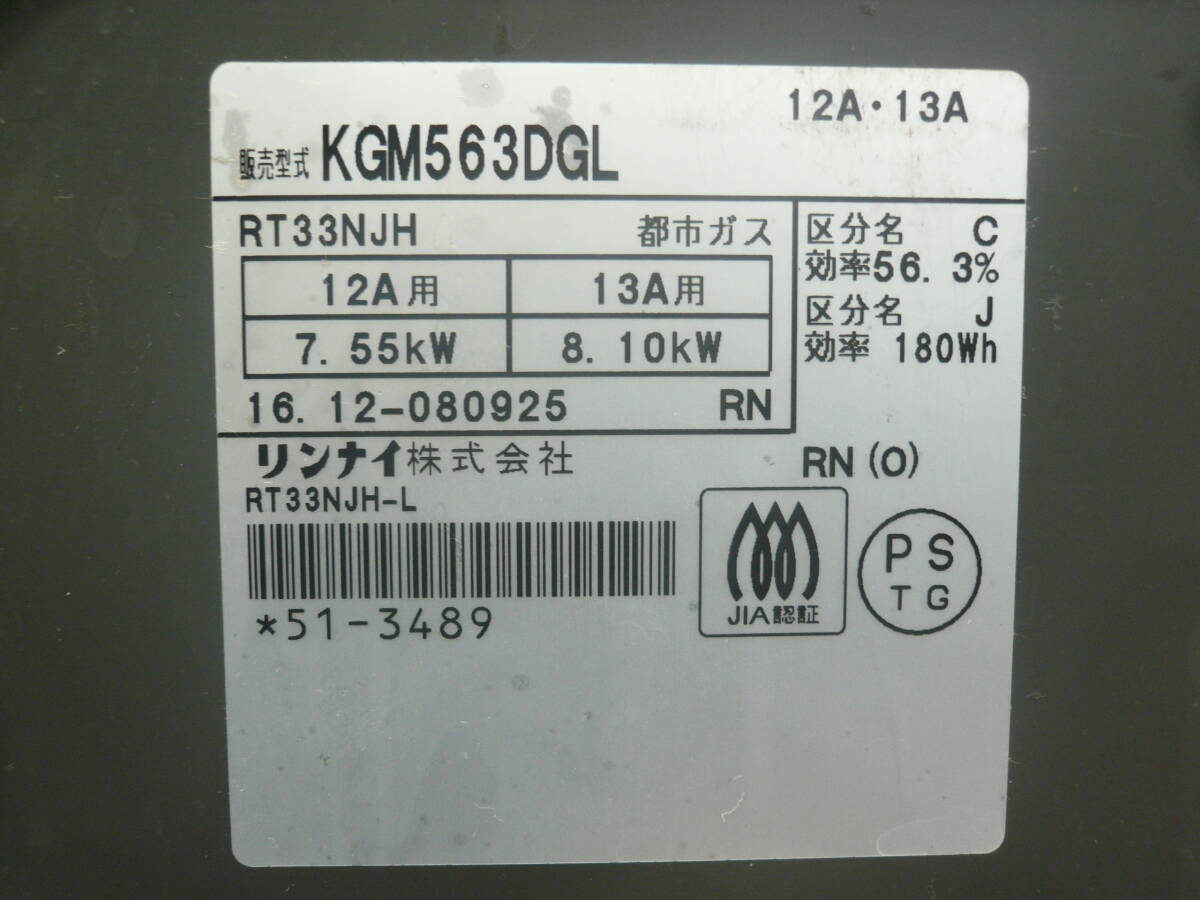 12A・13A
販売型式 KGM563DGL
RT33NJH 都市ガス
12A用 13A用
7.55kW 8.10kW
16.12-080925 RN
区分名 C
効率56.3%
区分名 J
効率 180Wh
リンナイ株式会社
RN(O)
RT33NJH-L
*51-3489
JIA認証
PS
TG